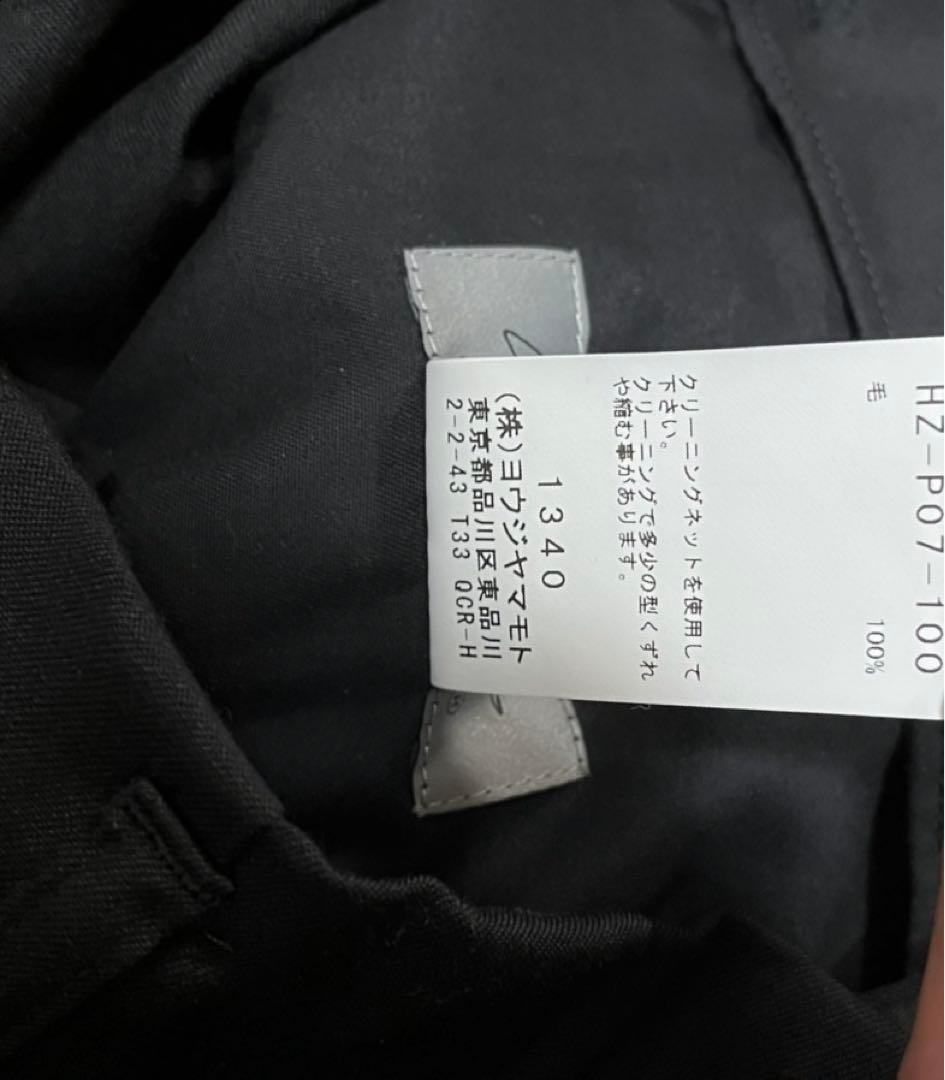 HZ-P07-100
毛 100%
クリーニングネットを使用して
下さい。
クリーニングで多少の型くずれ
や縮む事があります。
1340
(株)ヨウジヤマモト
東京都品川区東品川
2-2-43 T33 QCR-H